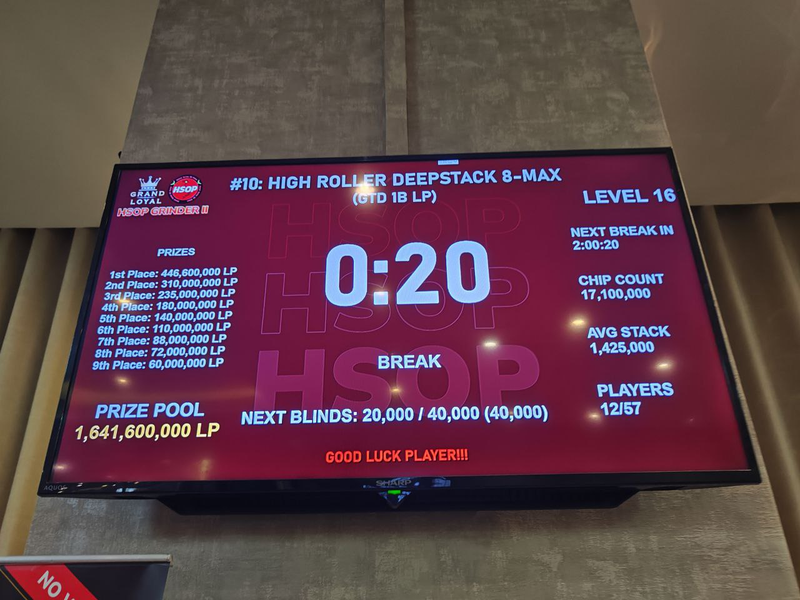 GRAND
LOYAL
HSOP
HSOP GRINDER II
#10: HIGH ROLLER DEEPSTACK 8-MAX
(GTD 1B LP)
LEVEL 16
NEXT BREAK IN
2:00:20
CHIP COUNT
17,100,000
AVG STACK
1,425,000
PLAYERS
12/57
PRIZES
1st Place: 446,600,000 LP
2nd Place: 310,000,000 LP
3rd Place: 235,000,000 LP
4th Place: 180,000,000 LP
5th Place: 140,000,000 LP
6th Place: 110,000,000 LP
7th Place: 88,000,000 LP
8th Place: 72,000,000 LP
9th Place: 60,000,000 LP
PRIZE POOL
1,641,600,000 LP
HSOP
HSOP
HSOP
0:20
BREAK
NEXT BLINDS: 20,000 / 40,000 (40,000)
GOOD LUCK PLAYER!!!
AQUOS
SHARP
NO